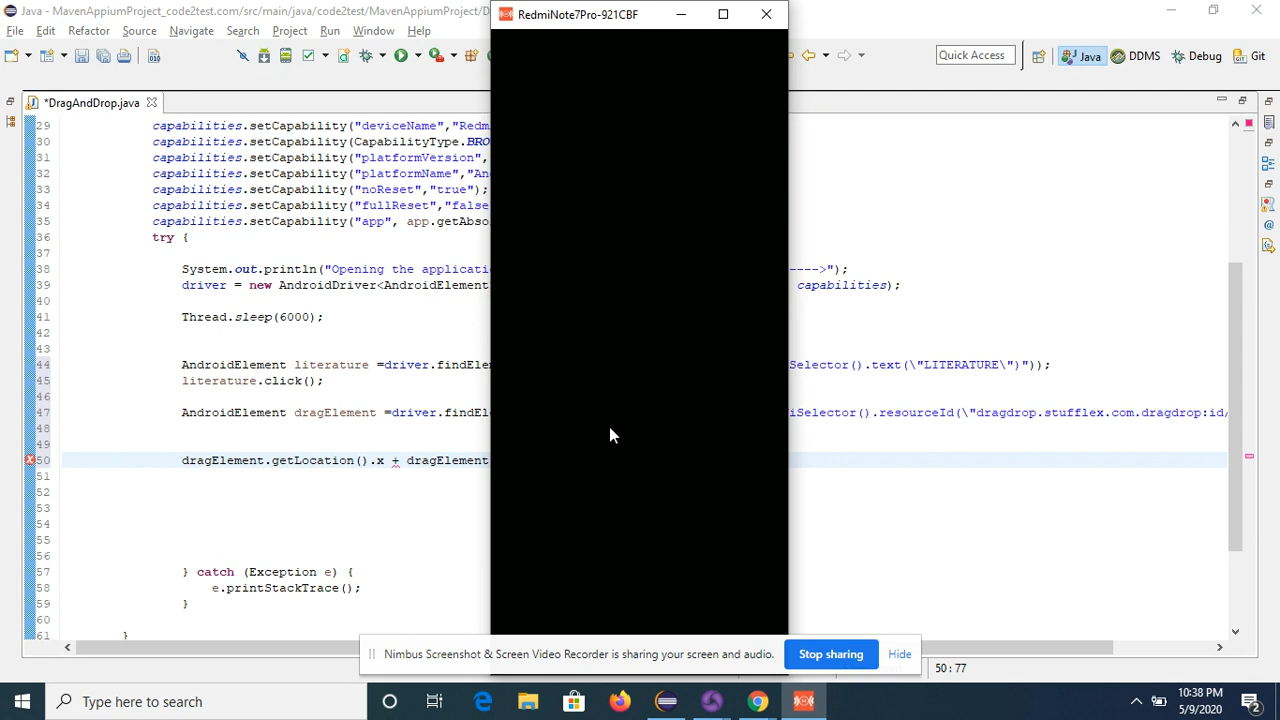 Java - MavenAppiumProject_code2test.com/src/main/java/code2test/MavenAppiumProject/D
RedmiNote7Pro-921CBF
File Edit Refactor Source Navigate Search Project Run Window Help
Quick Access Java DDMS Debug Git
*DragAndDrop.java
29 capabilities.setCapability("deviceName","Redmi
30 capabilities.setCapability(CapabilityType.BRO
31 capabilities.setCapability("platformVersion",
32 capabilities.setCapability("platformName","An
33 capabilities.setCapability("noReset","true");
34 capabilities.setCapability("fullReset","false
35 capabilities.setCapability("app", app.getAbso
36 try {
37
38 System.out.println("Opening the applicati ---->");
39 driver = new AndroidDriver<AndroidElement capabilities);
40
41 Thread.sleep(6000);
42
43
44 AndroidElement literature =driver.findEle Selector().text(\"LITERATURE\")"));
45 literature.click();
46
47 AndroidElement dragElement =driver.findEl iSelector().resourceId(\"dragdrop.stufflex.com.dragdrop:id/
48
49
50 dragElement.getLocation().x + dragElement
51
52
53
54
55
56
57 } catch (Exception e) {
58 e.printStackTrace();
59 }
60
61 }
Nimbus Screenshot & Screen Video Recorder is sharing your screen and audio. Stop sharing Hide
50 : 77
Type here to search
10:38 PM
5/9/2020
2